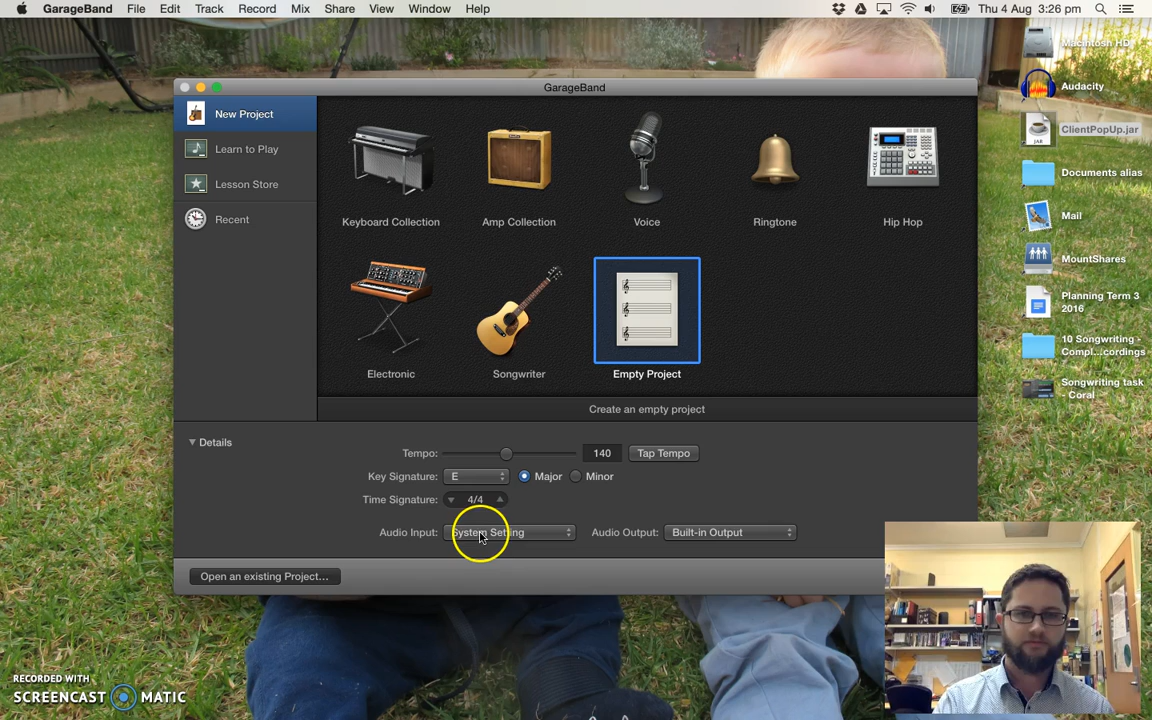 GarageBand File Edit Track Record Mix Share View Window Help
Thu 4 Aug 3:26 pm
GarageBand
New Project
Learn to Play
Lesson Store
Recent
Keyboard Collection
Amp Collection
Voice
Ringtone
Hip Hop
Electronic
Songwriter
Empty Project
Create an empty project
Details
Tempo: 140 Tap Tempo
Key Signature: E Major Minor
Time Signature: 4/4
Audio Input: System Setting Audio Output: Built-in Output
Open an existing Project...
Macintosh HD
Audacity
JAR
ClientPopUp.jar
Documents alias
Mail
MountShares
Planning Term 3
2016
10 Songwriting -
Compl...cordings
Songwriting task
- Coral
RECORDED WITH
SCREENCAST MATIC